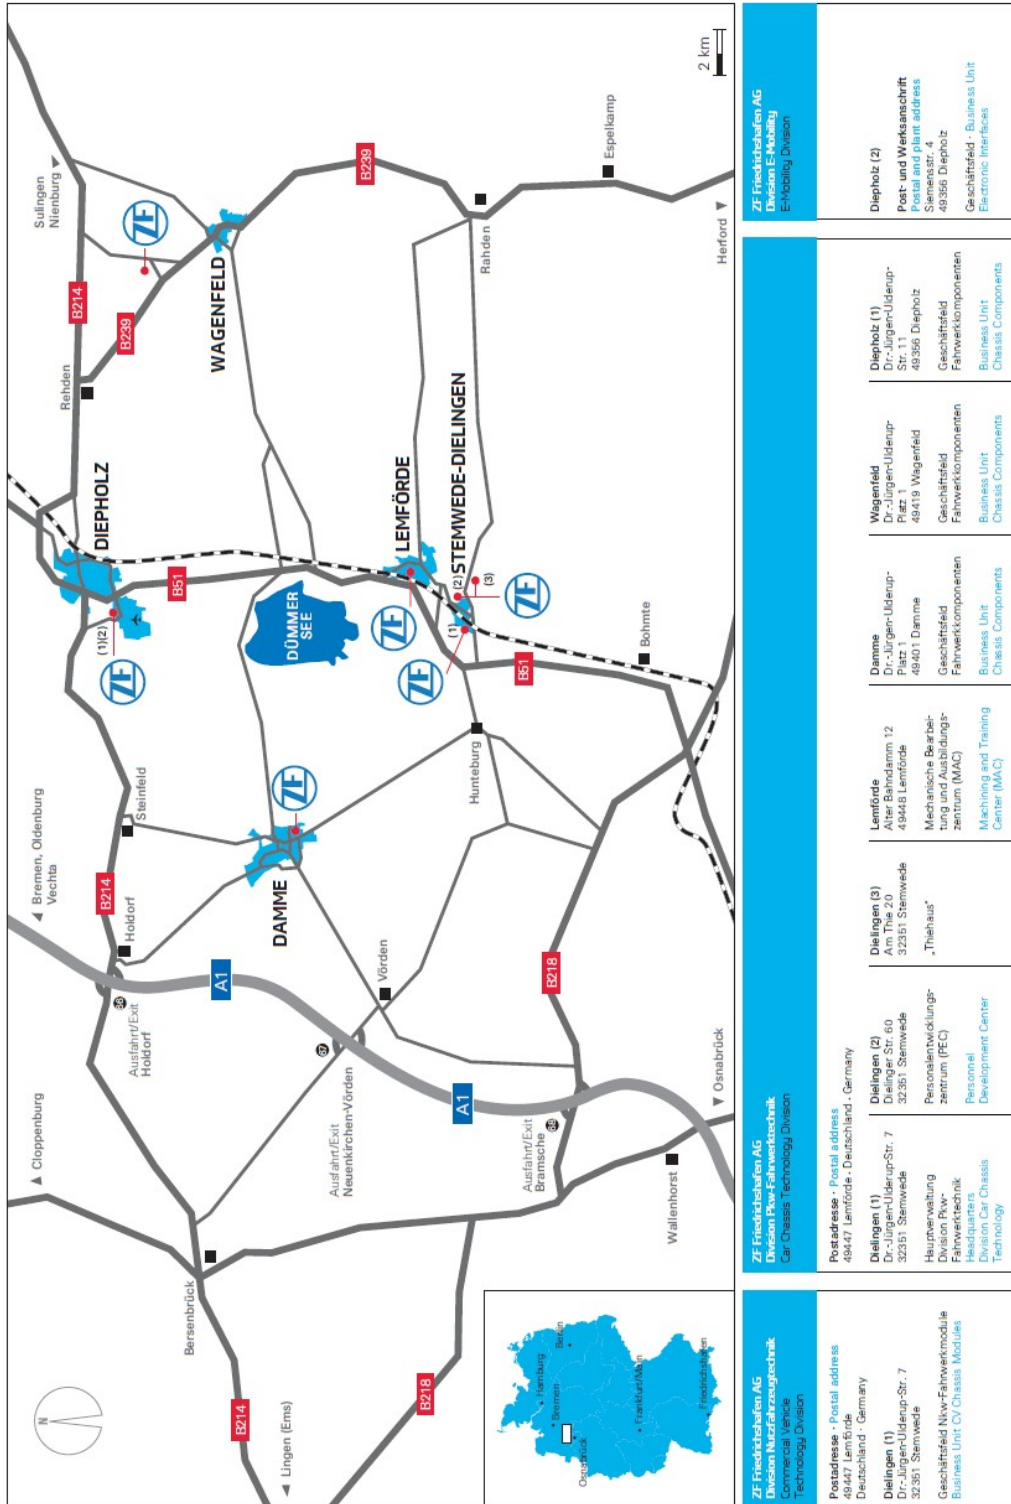 N
Lingen (Ems)
B214
B218
Bersenbrück
Cloppenburg
Ausfahrt/Exit
Holdorf
66
Holdorf
Bremen, Oldenburg
Vechta
B214
A1
Steinfeld
Ausfahrt/Exit
Neuenkirchen-Vörden
67
Vörden
DAMME
ZF
A1
Ausfahrt/Exit
Bramsche
68
B218
Wallenhorst
Osnabrück
Hunteburg
Bohmte
DIEPHOLZ
(1)(2)
ZF
B51
DÜMMER
SEE
LEMFÖRDE
ZF
STEMWEDE-DIELINGEN
(1)
(2)
(3)
ZF
ZF
B51
Rehden
B214
B239
Sulingen
Nienburg
ZF
WAGENFELD
B239
Rahden
Espelkamp
Herford
2 km
Hamburg
Bremen
Berlin
Osnabrück
Frankfurt/Main
Friedrichshafen
ZF Friedrichshafen AG
Division Nutzfahrzeugtechnik
Commercial Vehicle
Technology Division
Postadresse · Postal address
49447 Lemförde
Deutschland · Germany
Dielingen (1)
Dr.-Jürgen-Ulderup-Str. 7
32351 Stemwede
Geschäftsfeld Nkw-Fahrwerkmodule
Business Unit CV Chassis Modules
ZF Friedrichshafen AG
Division Pkw-Fahrwerktechnik
Car Chassis Technology Division
Postadresse · Postal address
49447 Lemförde · Deutschland · Germany
Dielingen (1)
Dr.-Jürgen-Ulderup-Str. 7
32351 Stemwede
Hauptverwaltung
Division Pkw-
Fahrwerktechnik
Headquarters
Division Car Chassis
Technology
Dielingen (2)
Dielinger Str. 60
32351 Stemwede
Personalentwicklungs-
zentrum (PEC)
Personnel
Development Center
Dielingen (3)
Am Thie 20
32351 Stemwede
„Thiehaus“
Lemförde
Alter Bahndamm 12
49448 Lemförde
Mechanische Bearbei-
tung und Ausbildungs-
zentrum (MAC)
Machining and Training
Center (MAC)
Damme
Dr.-Jürgen-Ulderup-
Platz 1
49401 Damme
Geschäftsfeld
Fahrwerkkomponenten
Business Unit
Chassis Components
Wagenfeld
Dr.-Jürgen-Ulderup-
Platz 1
49419 Wagenfeld
Geschäftsfeld
Fahrwerkkomponenten
Business Unit
Chassis Components
Diepholz (1)
Dr.-Jürgen-Ulderup-
Str. 11
49356 Diepholz
Geschäftsfeld
Fahrwerkkomponenten
Business Unit
Chassis Components
ZF Friedrichshafen AG
Division E-Mobility
E-Mobility Division
Diepholz (2)
Post- und Werksanschrift
Postal and plant address
Siemensstr. 4
49356 Diepholz
Geschäftsfeld · Business Unit
Electronic Interfaces